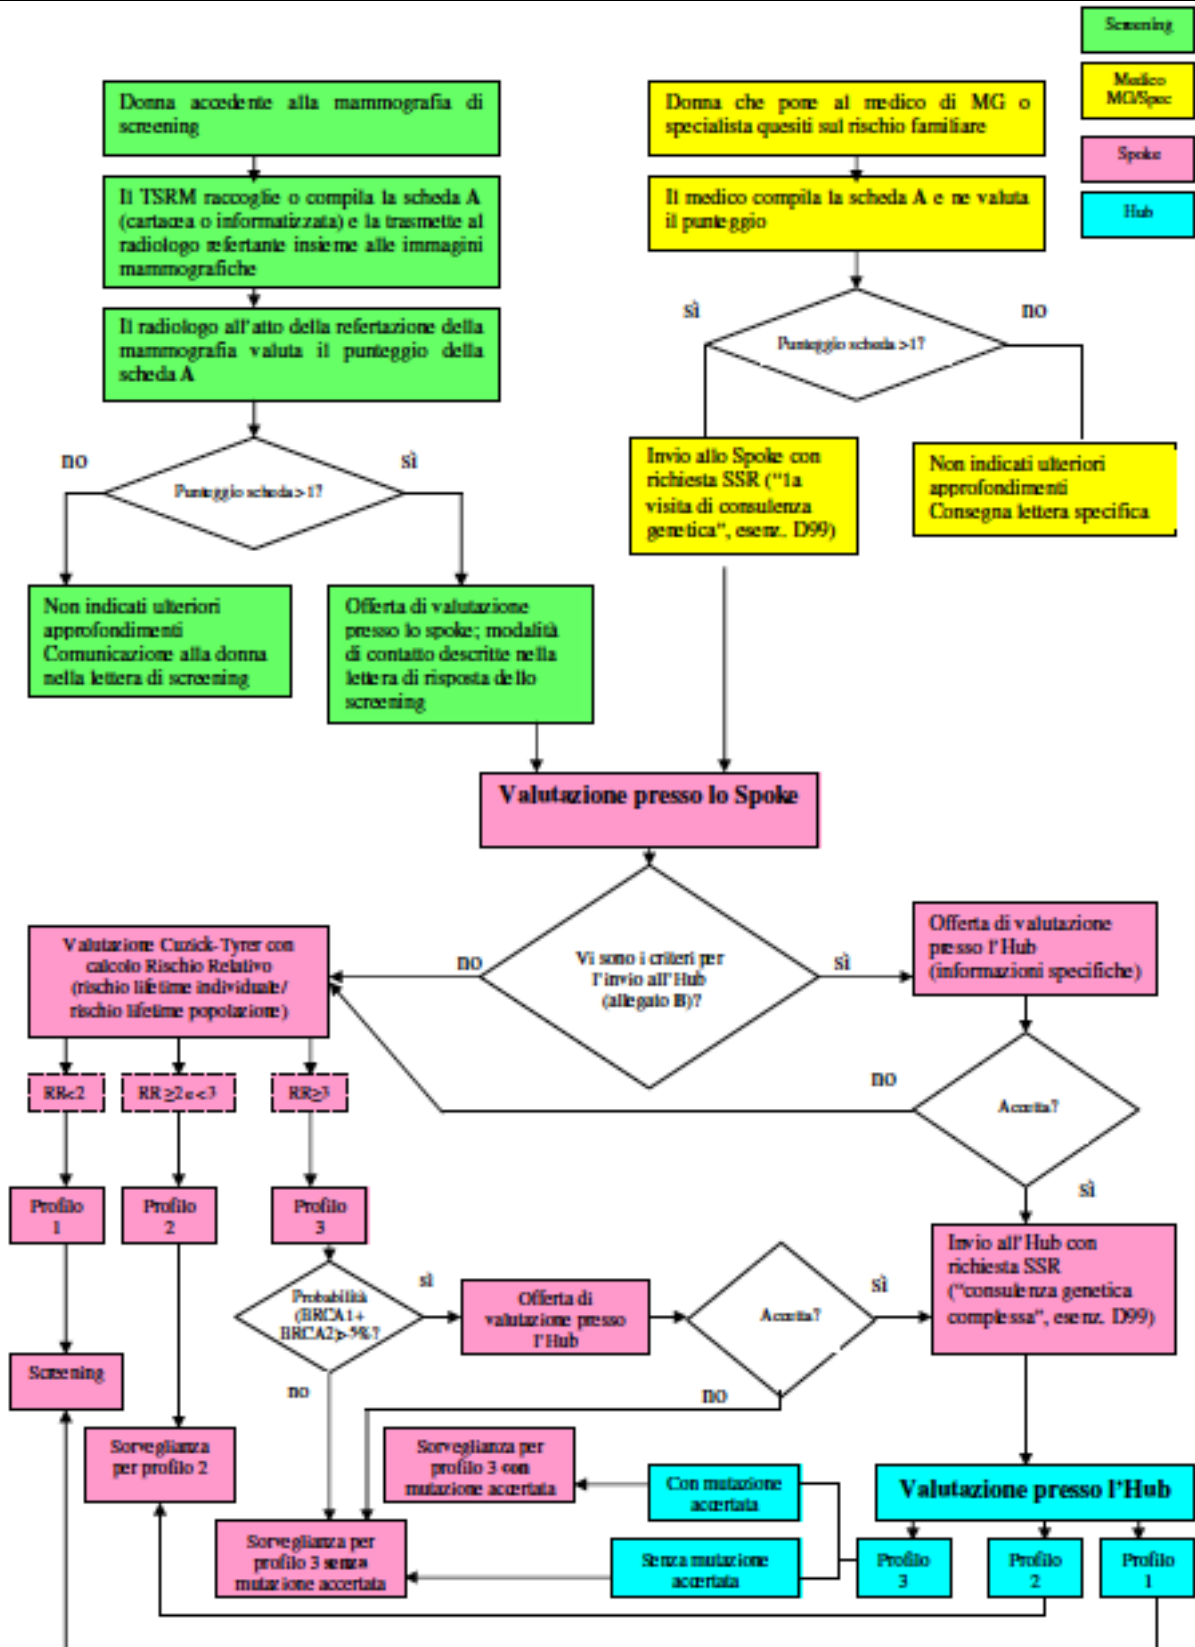 Screening
Medico
MG/Spec
Spoke
Hub
Donna accedente alla mammografia di
screening
Il TSRM raccoglie o compila la scheda A
(cartacea o informatizzata) e la trasmette al
radiologo refertante insieme alle immagini
mammografiche
Il radiologo all'atto della refertazione della
mammografia valuta il punteggio della
scheda A
no
sì
Punteggio scheda >1?
Non indicati ulteriori
approfondimenti
Comunicazione alla donna
nella lettera di screening
Offerta di valutazione
presso lo spoke; modalità
di contatto descritte nella
lettera di risposta dello
screening
Donna che pone al medico di MG o
specialista quesiti sul rischio familiare
Il medico compila la scheda A e ne valuta
il punteggio
sì
no
Punteggio scheda >1?
Invio allo Spoke con
richiesta SSR ("1a
visita di consulenza
genetica", esenz. D99)
Non indicati ulteriori
approfondimenti
Consegna lettera specifica
Valutazione presso lo Spoke
Vi sono i criteri per
l'invio all'Hub
(allegato B)?
no
sì
Valutazione Cuzick-Tyrer con
calcolo Rischio Relativo
(rischio lifetime individuale/
rischio lifetime popolazione)
Offerta di valutazione
presso l'Hub
(informazioni specifiche)
RR<2
RR ≥2 e <3
RR≥3
no
Accetta?
sì
Profilo
1
Profilo
2
Profilo
3
Probabilità
(BRCA1+
BRCA2)>5%?
sì
no
Offerta di
valutazione presso
l'Hub
Accetta?
sì
no
Invio all'Hub con
richiesta SSR
("consulenza genetica
complessa", esenz. D99)
Screening
Sorveglianza
per profilo 2
Sorveglianza per
profilo 3 con
mutazione accertata
Con mutazione
accertata
Valutazione presso l'Hub
Sorveglianza per
profilo 3 senza
mutazione accertata
Senza mutazione
accertata
Profilo
3
Profilo
2
Profilo
1